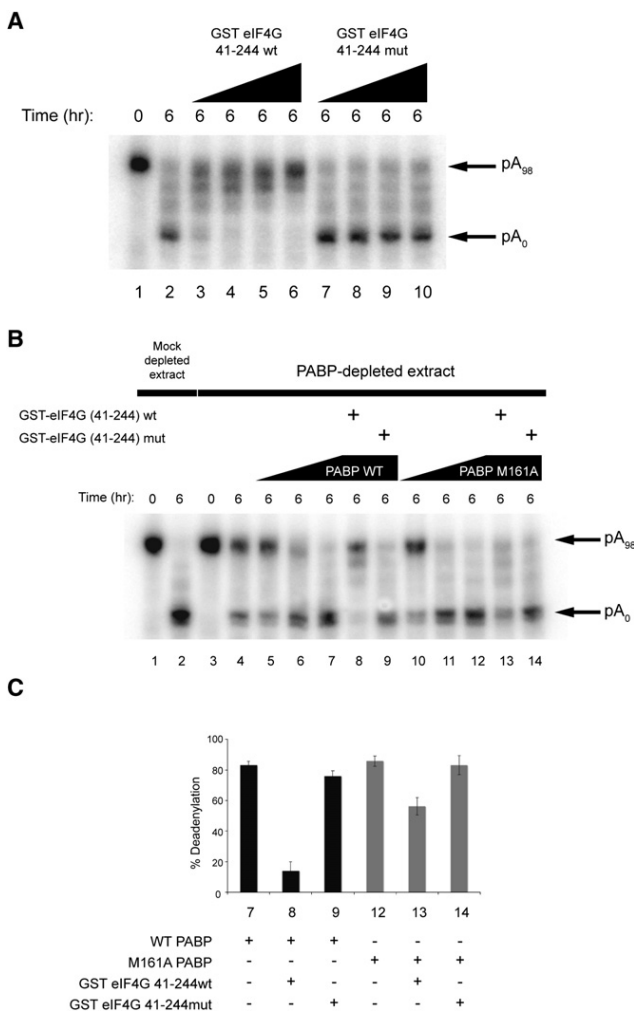 A
GST eIF4G
41-244 wt
GST eIF4G
41-244 mut
Time (hr): 0 6 6 6 6 6 6 6 6 6
pA98
pA0
1 2 3 4 5 6 7 8 9 10
B
Mock
depleted
extract
PABP-depleted extract
GST-eIF4G (41-244) wt + +
GST-eIF4G (41-244) mut + +
PABP WT PABP M161A
Time (hr): 0 6 0 6 6 6 6 6 6 6 6 6 6 6
pA98
pA0
1 2 3 4 5 6 7 8 9 10 11 12 13 14
C
% Deadenylation
100
80
60
40
20
0
7 8 9 12 13 14
WT PABP + + + - - -
M161A PABP - - - + + +
GST eIF4G 41-244wt - + - - + -
GST eIF4G 41-244mut - - + - - +